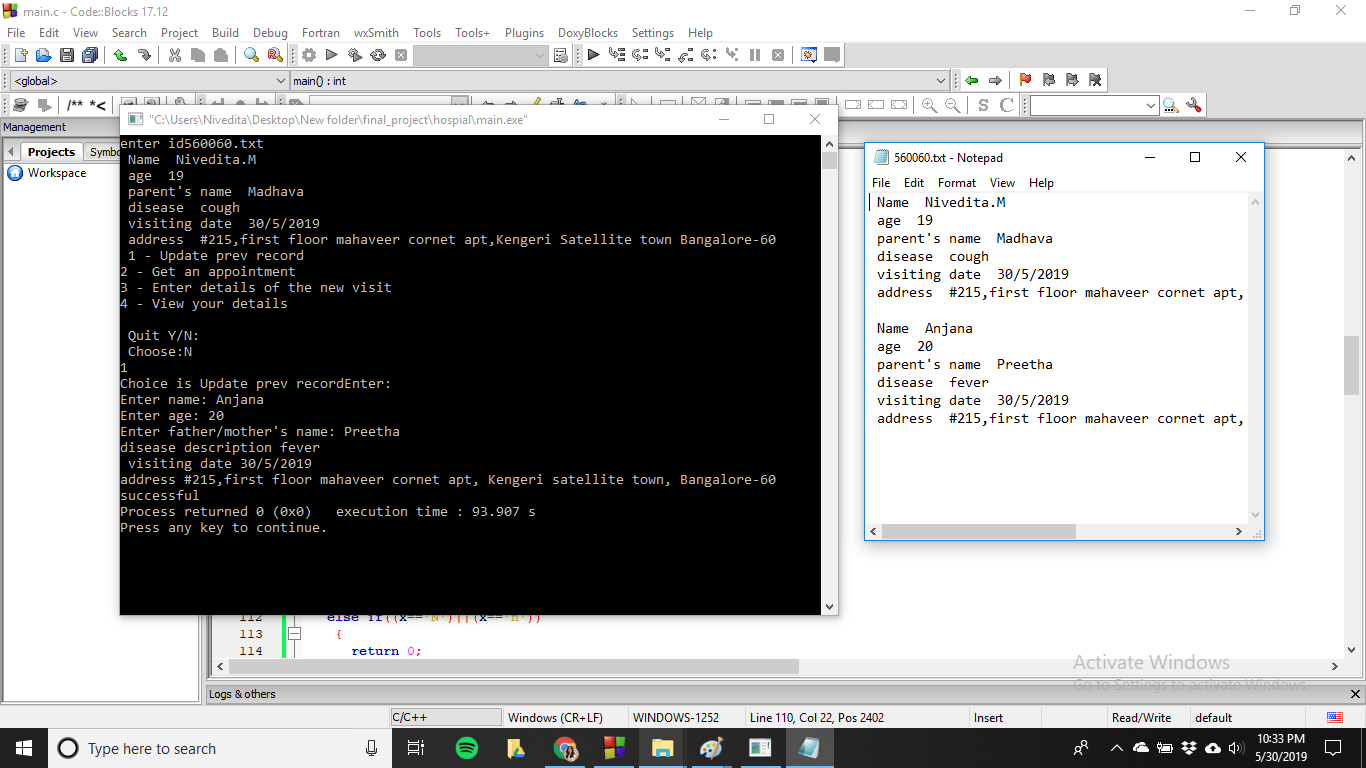 main.c - Code::Blocks 17.12
File Edit View Search Project Build Debug Fortran wxSmith Tools Tools+ Plugins DoxyBlocks Settings Help
<global> main() : int
/** *<
S C
Management
Projects Symbo
Workspace
"C:\Users\Nivedita\Desktop\New folder\final_project\hospial\main.exe"
enter id560060.txt
Name  Nivedita.M
age  19
parent's name  Madhava
disease  cough
visiting date  30/5/2019
address  #215,first floor mahaveer cornet apt,Kengeri Satellite town Bangalore-60
1 - Update prev record
2 - Get an appointment
3 - Enter details of the new visit
4 - View your details
Quit Y/N:
Choose:N
1
Choice is Update prev recordEnter:
Enter name: Anjana
Enter age: 20
Enter father/mother's name: Preetha
disease description fever
visiting date 30/5/2019
address #215,first floor mahaveer cornet apt, Kengeri satellite town, Bangalore-60
successful
Process returned 0 (0x0)   execution time : 93.907 s
Press any key to continue.
560060.txt - Notepad
File Edit Format View Help
Name  Nivedita.M
age  19
parent's name  Madhava
disease  cough
visiting date  30/5/2019
address  #215,first floor mahaveer cornet apt,
Name  Anjana
age  20
parent's name  Preetha
disease  fever
visiting date  30/5/2019
address  #215,first floor mahaveer cornet apt,
112 else if((x=='N')||(x=='n'))
113 {
114 return 0;
Activate Windows
Go to Settings to activate Windows.
Logs & others
C/C++ Windows (CR+LF) WINDOWS-1252 Line 110, Col 22, Pos 2402 Insert Read/Write default
Type here to search
10:33 PM
5/30/2019